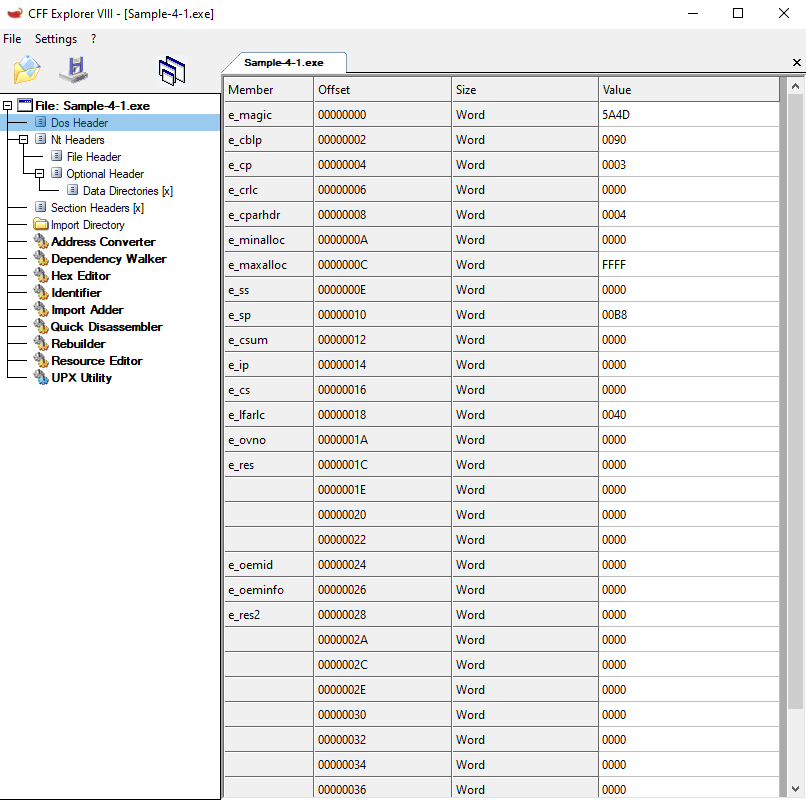 CFF Explorer VIII - [Sample-4-1.exe]
File Settings ?
Sample-4-1.exe
File: Sample-4-1.exe
Dos Header
Nt Headers
File Header
Optional Header
Data Directories [x]
Section Headers [x]
Import Directory
Address Converter
Dependency Walker
Hex Editor
Identifier
Import Adder
Quick Disassembler
Rebuilder
Resource Editor
UPX Utility
Member Offset Size Value
e_magic 00000000 Word 5A4D
e_cblp 00000002 Word 0090
e_cp 00000004 Word 0003
e_crlc 00000006 Word 0000
e_cparhdr 00000008 Word 0004
e_minalloc 0000000A Word 0000
e_maxalloc 0000000C Word FFFF
e_ss 0000000E Word 0000
e_sp 00000010 Word 00B8
e_csum 00000012 Word 0000
e_ip 00000014 Word 0000
e_cs 00000016 Word 0000
e_lfarlc 00000018 Word 0040
e_ovno 0000001A Word 0000
e_res 0000001C Word 0000
0000001E Word 0000
00000020 Word 0000
00000022 Word 0000
e_oemid 00000024 Word 0000
e_oeminfo 00000026 Word 0000
e_res2 00000028 Word 0000
0000002A Word 0000
0000002C Word 0000
0000002E Word 0000
00000030 Word 0000
00000032 Word 0000
00000034 Word 0000
00000036 Word 0000